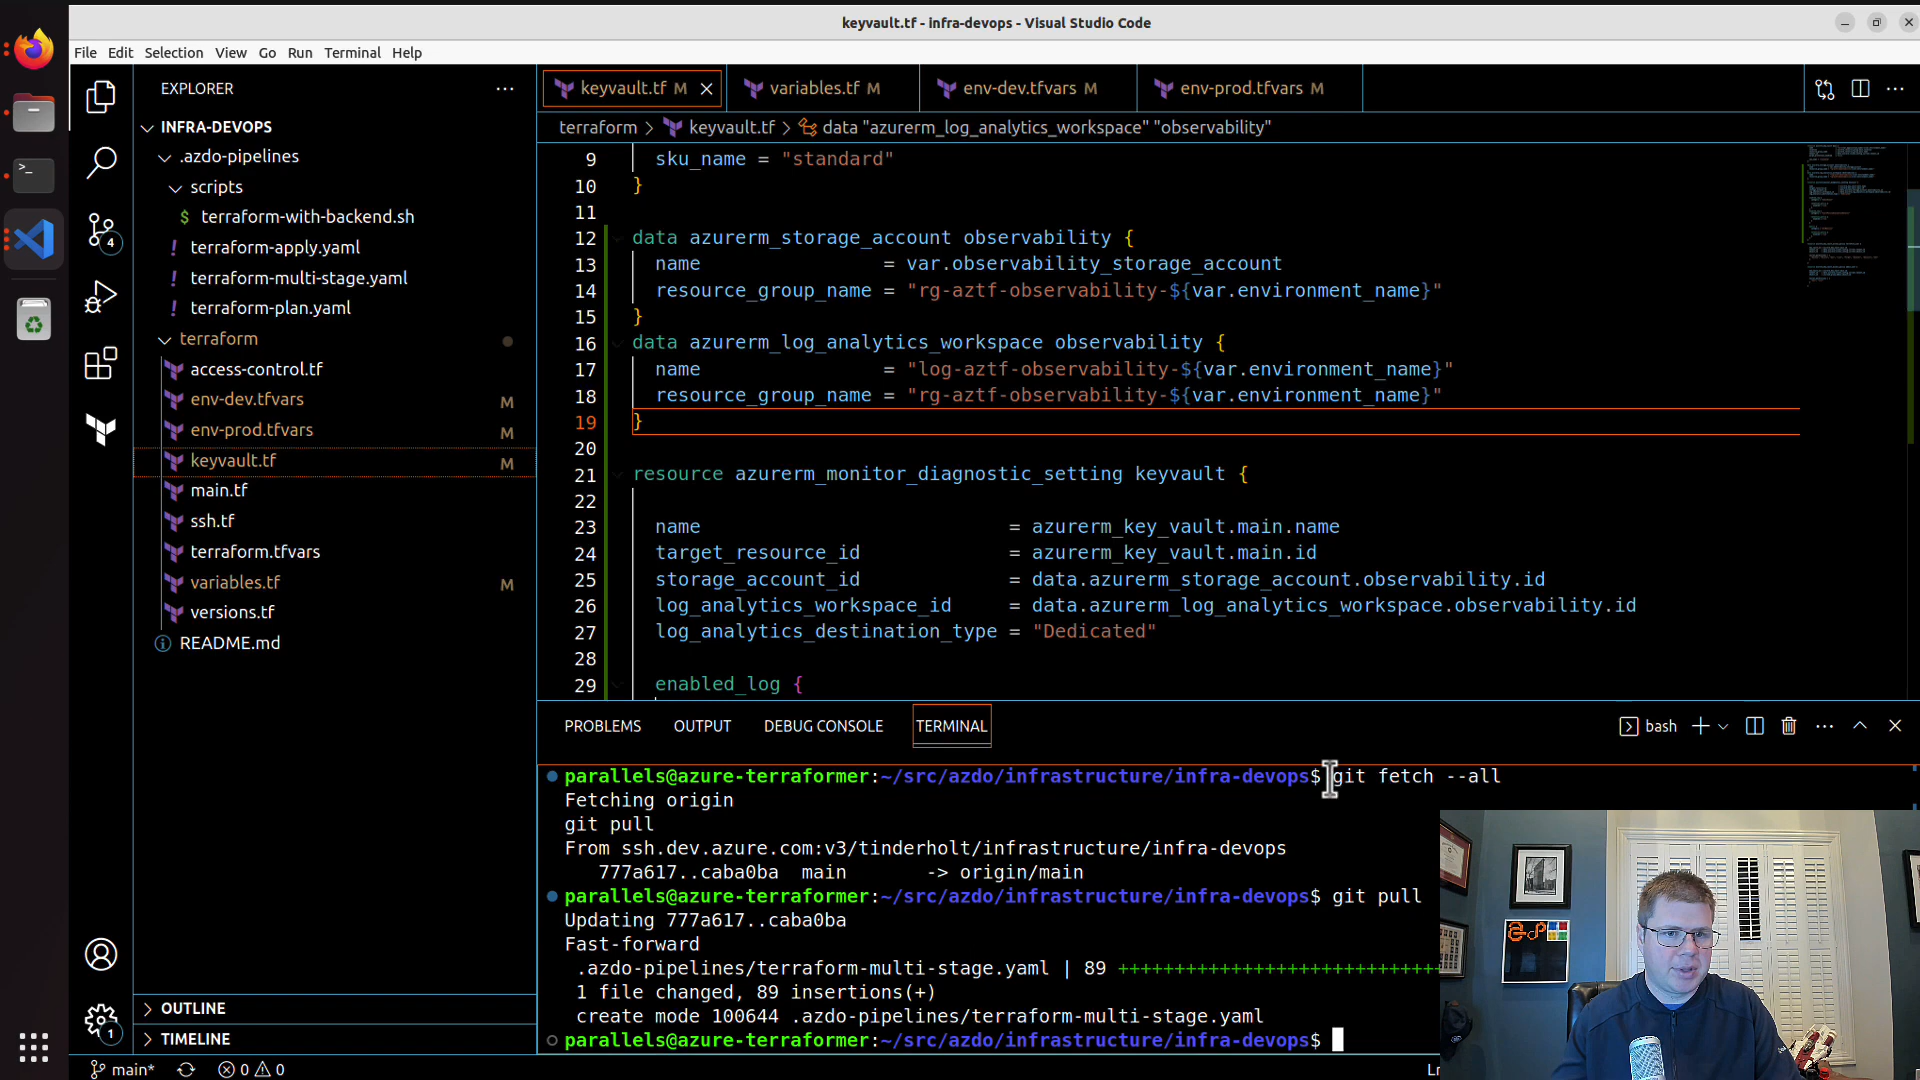 keyvault.tf - infra-devops - Visual Studio Code
File Edit Selection View Go Run Terminal Help
EXPLORER
INFRA-DEVOPS
.azdo-pipelines
scripts
$ terraform-with-backend.sh
! terraform-apply.yaml
! terraform-multi-stage.yaml
! terraform-plan.yaml
terraform
access-control.tf
env-dev.tfvars M
env-prod.tfvars M
keyvault.tf M
main.tf
ssh.tf
terraform.tfvars
variables.tf M
versions.tf
README.md
OUTLINE
TIMELINE
4
1
keyvault.tf M variables.tf M env-dev.tfvars M env-prod.tfvars M
terraform > keyvault.tf > data "azurerm_log_analytics_workspace" "observability"
9 sku_name = "standard"
10 }
11
12 data azurerm_storage_account observability {
13 name = var.observability_storage_account
14 resource_group_name = "rg-aztf-observability-${var.environment_name}"
15 }
16 data azurerm_log_analytics_workspace observability {
17 name = "log-aztf-observability-${var.environment_name}"
18 resource_group_name = "rg-aztf-observability-${var.environment_name}"
19 }
20
21 resource azurerm_monitor_diagnostic_setting keyvault {
22
23 name = azurerm_key_vault.main.name
24 target_resource_id = azurerm_key_vault.main.id
25 storage_account_id = data.azurerm_storage_account.observability.id
26 log_analytics_workspace_id = data.azurerm_log_analytics_workspace.observability.id
27 log_analytics_destination_type = "Dedicated"
28
29 enabled_log {
PROBLEMS OUTPUT DEBUG CONSOLE TERMINAL bash
parallels@azure-terraformer:~/src/azdo/infrastructure/infra-devops$ git fetch --all
Fetching origin
git pull
From ssh.dev.azure.com:v3/tinderholt/infrastructure/infra-devops
777a617..caba0ba main -> origin/main
parallels@azure-terraformer:~/src/azdo/infrastructure/infra-devops$ git pull
Updating 777a617..caba0ba
Fast-forward
.azdo-pipelines/terraform-multi-stage.yaml | 89 +++++++++++++++++++++++++++++
1 file changed, 89 insertions(+)
create mode 100644 .azdo-pipelines/terraform-multi-stage.yaml
parallels@azure-terraformer:~/src/azdo/infrastructure/infra-devops$
main* 0 0